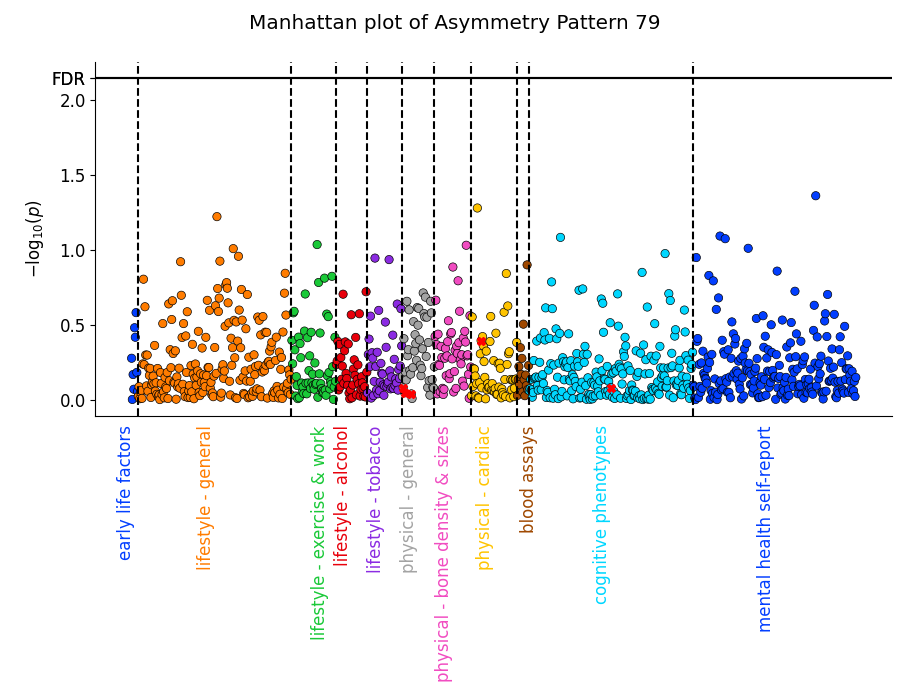 Manhattan plot of Asymmetry Pattern 79
−log₁₀(p)
FDR
2.0
1.5
1.0
0.5
0.0
early life factors
lifestyle - general
lifestyle - exercise & work
lifestyle - alcohol
lifestyle - tobacco
physical - general
physical - bone density & sizes
physical - cardiac
blood assays
cognitive phenotypes
mental health self-report